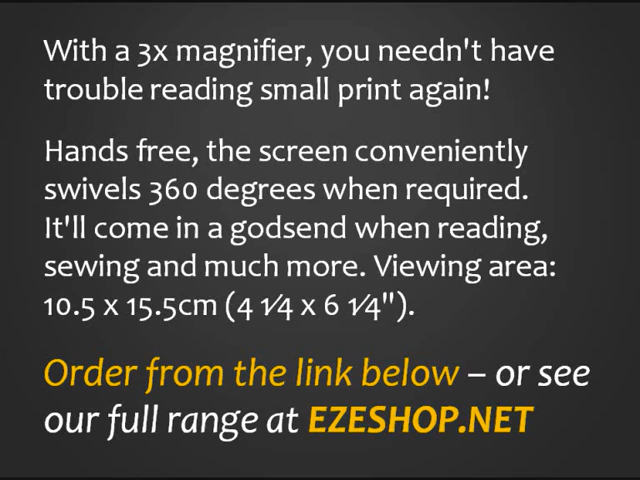 With a 3x magnifier, you needn't have
trouble reading small print again!
Hands free, the screen conveniently
swivels 360 degrees when required.
It'll come in a godsend when reading,
sewing and much more. Viewing area:
10.5 x 15.5cm (4 1⁄4 x 6 1⁄4").
Order from the link below – or see
our full range at EZESHOP.NET